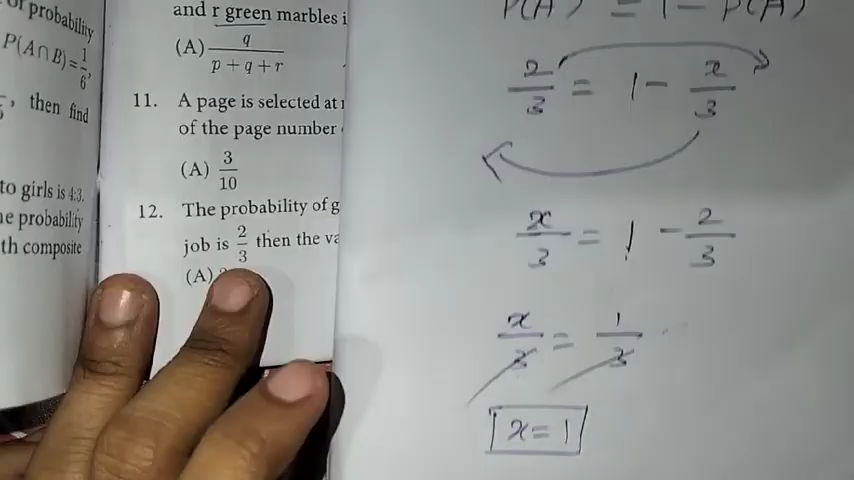 of probability
P(A∩B)=1/6,
, then find
to girls is 4:3.
e probability
th composite
and r green marbles i
(A) q/(p+q+r)
11. A page is selected at
of the page number
(A) 3/10
12. The probability of g
job is 2/3 then the va
(A)
P(A) = 1 - P(A)
2/3 = 1 - x/3
x/3 = 1 - 2/3
x/3 = 1/3
x = 1